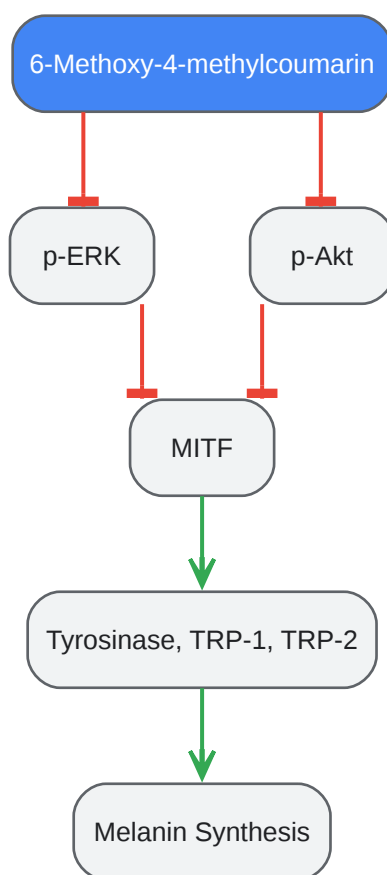 6-Methoxy-4-methylcoumarin
p-ERK
p-Akt
MITF
Tyrosinase, TRP-1, TRP-2
Melanin Synthesis